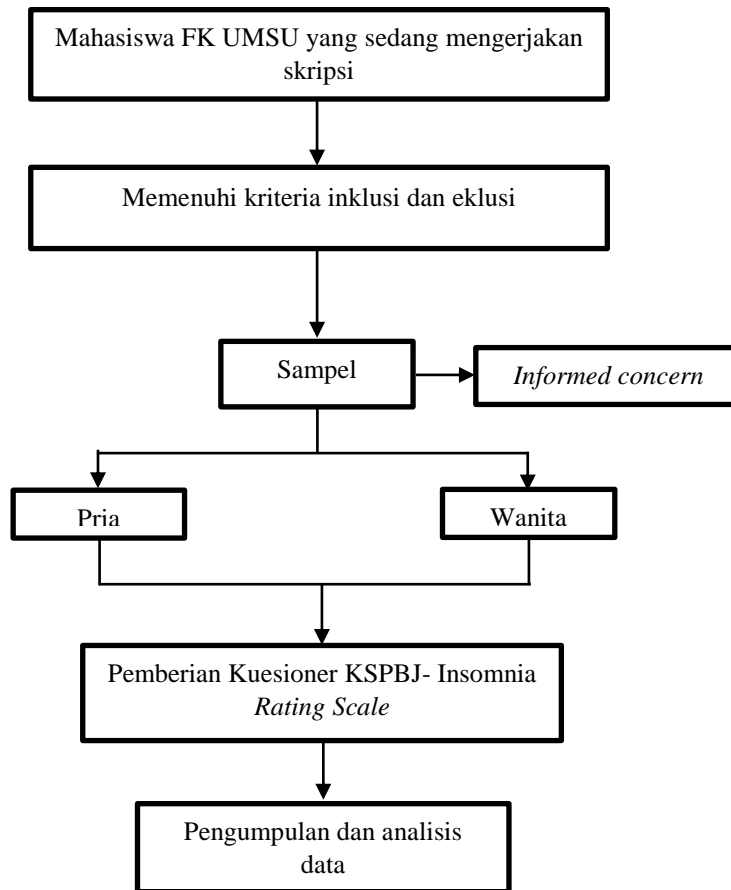 Mahasiswa FK UMSU yang sedang mengerjakan
skripsi
Memenuhi kriteria inklusi dan eklusi
Sampel
Informed concern
Pria
Wanita
Pemberian Kuesioner KSPBJ- Insomnia
Rating Scale
Pengumpulan dan analisis
data